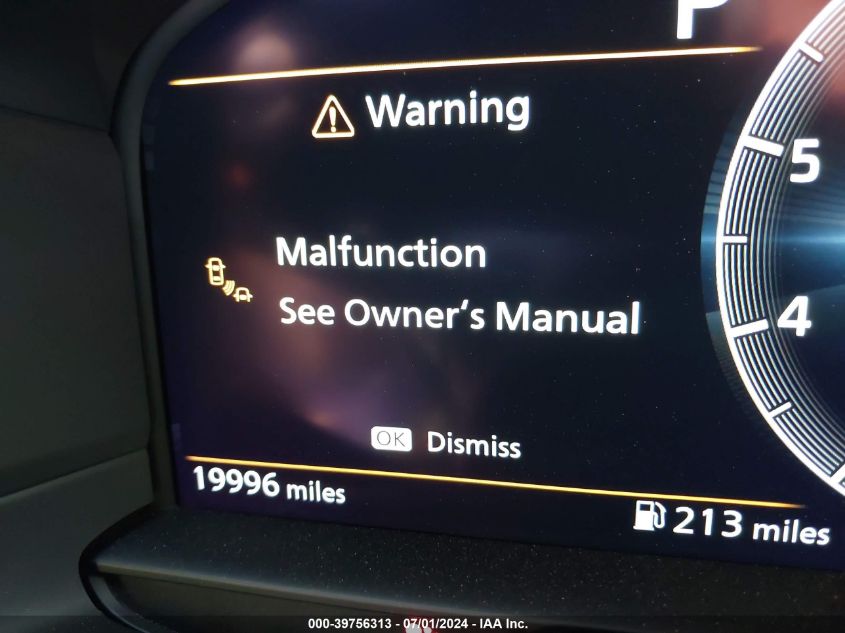 P
Warning
5
Malfunction
See Owner's Manual
4
OK Dismiss
19996 miles
213 miles
000-39756313 - 07/01/2024 - IAA Inc.